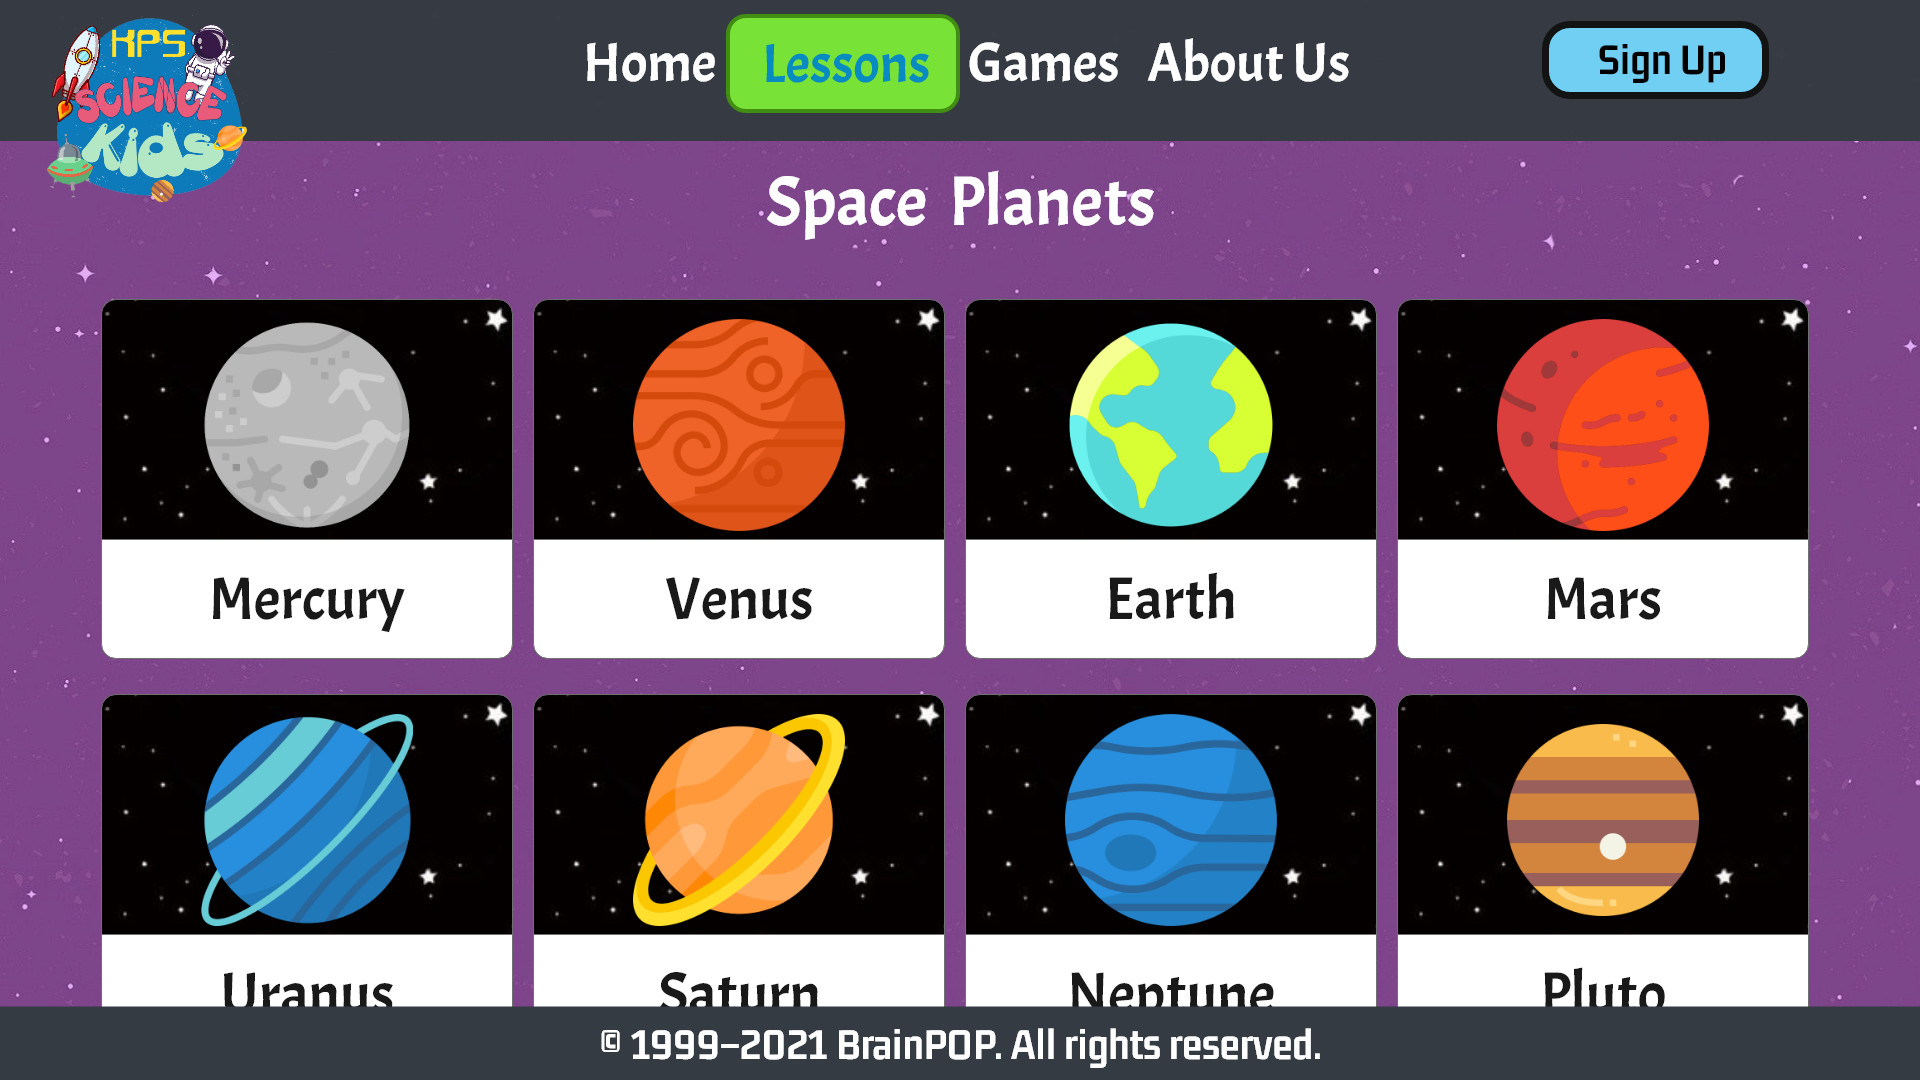 KPS
SCIENCE
Kids
Home Lessons Games About Us
Sign Up
Space Planets
Mercury Venus Earth Mars
Uranus Saturn Neptune Pluto
© 1999–2021 BrainPOP. All rights reserved.